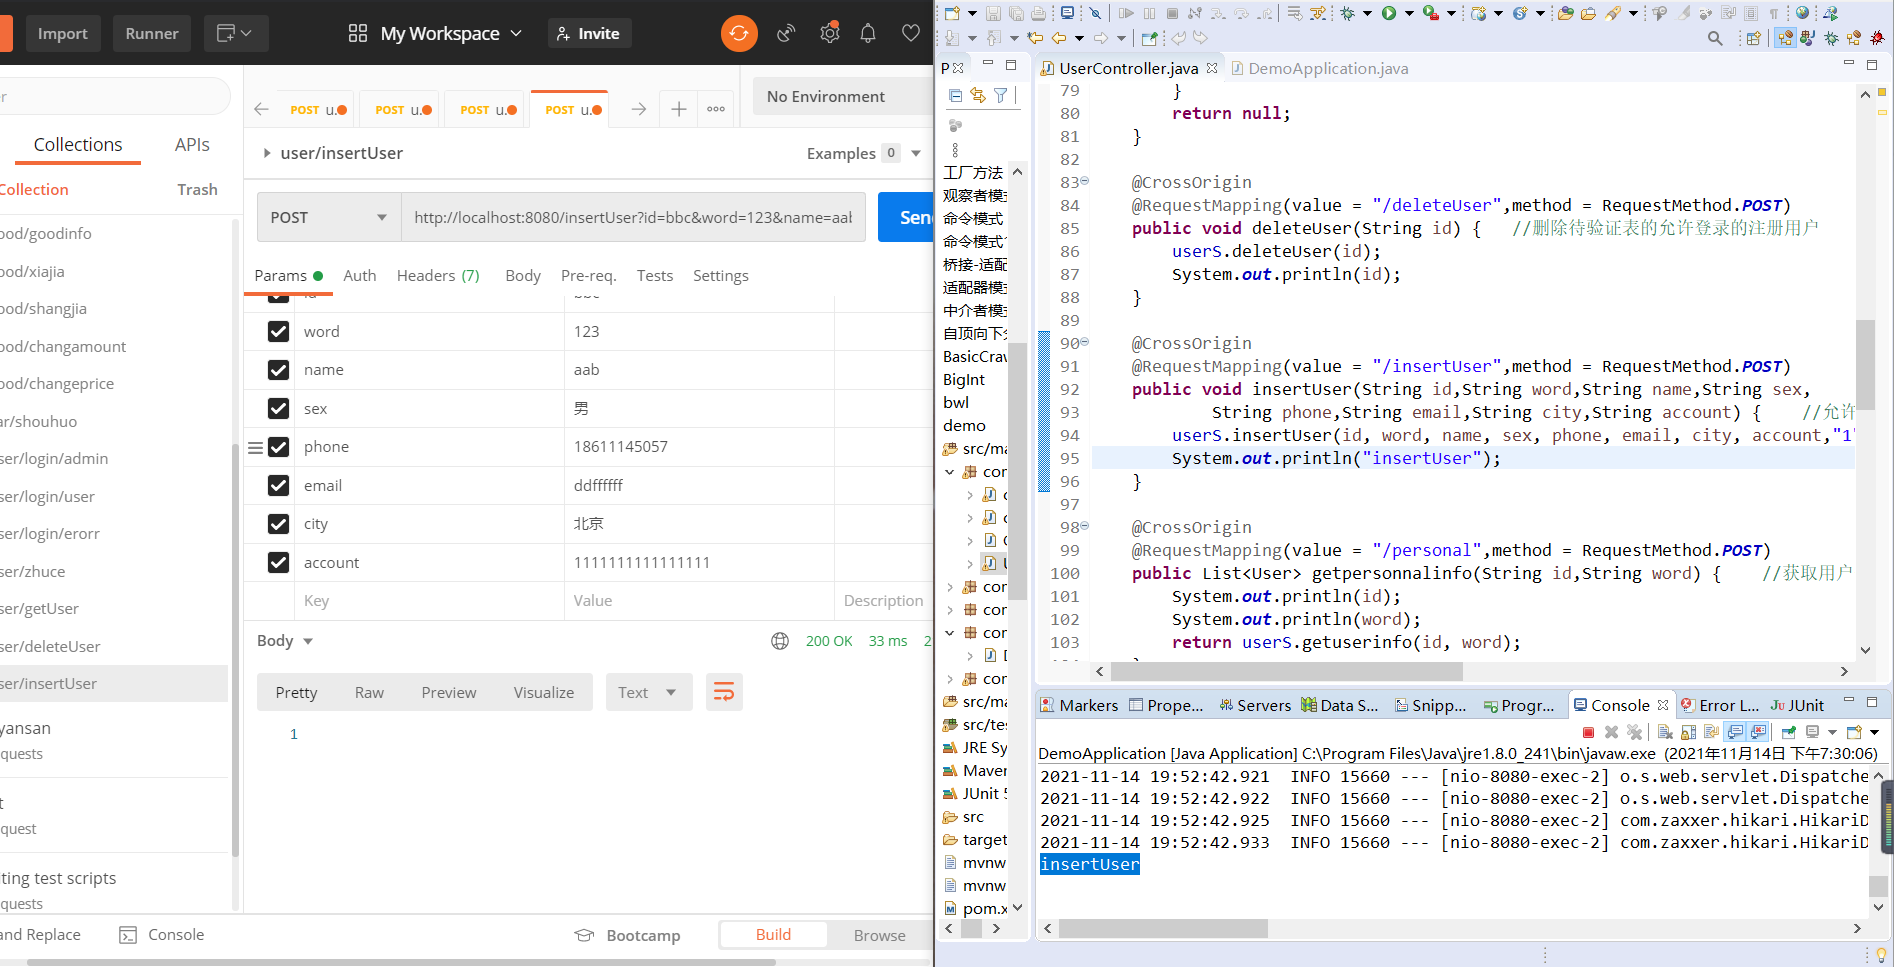 Import
Runner
My Workspace
Invite
Collections
APIs
Collection
Trash
ood/goodinfo
ood/xiajia
ood/shangjia
ood/changamount
ood/changeprice
ar/shouhuo
ser/login/admin
ser/login/user
ser/login/erorr
ser/zhuce
ser/getUser
ser/deleteUser
ser/insertUser
yansan
quests
t
quest
iting test scripts
quests
and Replace
Console
POST u.
POST u.
POST u.
POST u.
No Environment
user/insertUser
Examples 0
POST
http://localhost:8080/insertUser?id=bbc&word=123&name=aab
Send
Params
Auth
Headers (7)
Body
Pre-req.
Tests
Settings
id bbc
word 123
name aab
sex 男
phone 18611145057
email ddffffff
city 北京
account 1111111111111111
Key Value Description
Body
200 OK 33 ms 2
Pretty Raw Preview Visualize Text
1
Bootcamp
Build
Browse
P
工厂方法
观察者模式
命令模式
命令模式
桥接-适配
适配器模式
中介者模式
自顶向下
BasicCraw
BigInt
bwl
demo
src/ma
con
con
con
con
con
src/ma
src/tes
JRE Sy
Maven
JUnit 5
src
target
mvnw
mvnw
pom.x
UserController.java
DemoApplication.java
79 }
80 return null;
81 }
82
83 @CrossOrigin
84 @RequestMapping(value = "/deleteUser",method = RequestMethod.POST)
85 public void deleteUser(String id) { //删除待验证表的允许登录的注册用户
86 userS.deleteUser(id);
87 System.out.println(id);
88 }
89
90 @CrossOrigin
91 @RequestMapping(value = "/insertUser",method = RequestMethod.POST)
92 public void insertUser(String id,String word,String name,String sex,
93 String phone,String email,String city,String account) { //允许
94 userS.insertUser(id, word, name, sex, phone, email, city, account,"1"
95 System.out.println("insertUser");
96 }
97
98 @CrossOrigin
99 @RequestMapping(value = "/personal",method = RequestMethod.POST)
100 public List<User> getpersonnalinfo(String id,String word) { //获取用户
101 System.out.println(id);
102 System.out.println(word);
103 return userS.getuserinfo(id, word);
Markers Prope... Servers Data S... Snipp... Progr... Console Error L... JUnit
DemoApplication [Java Application] C:\Program Files\Java\jre1.8.0_241\bin\javaw.exe (2021年11月14日 下午7:30:06)
2021-11-14 19:52:42.921 INFO 15660 --- [nio-8080-exec-2] o.s.web.servlet.Dispatche
2021-11-14 19:52:42.922 INFO 15660 --- [nio-8080-exec-2] o.s.web.servlet.Dispatche
2021-11-14 19:52:42.925 INFO 15660 --- [nio-8080-exec-2] com.zaxxer.hikari.HikariD
2021-11-14 19:52:42.933 INFO 15660 --- [nio-8080-exec-2] com.zaxxer.hikari.HikariD
insertUser